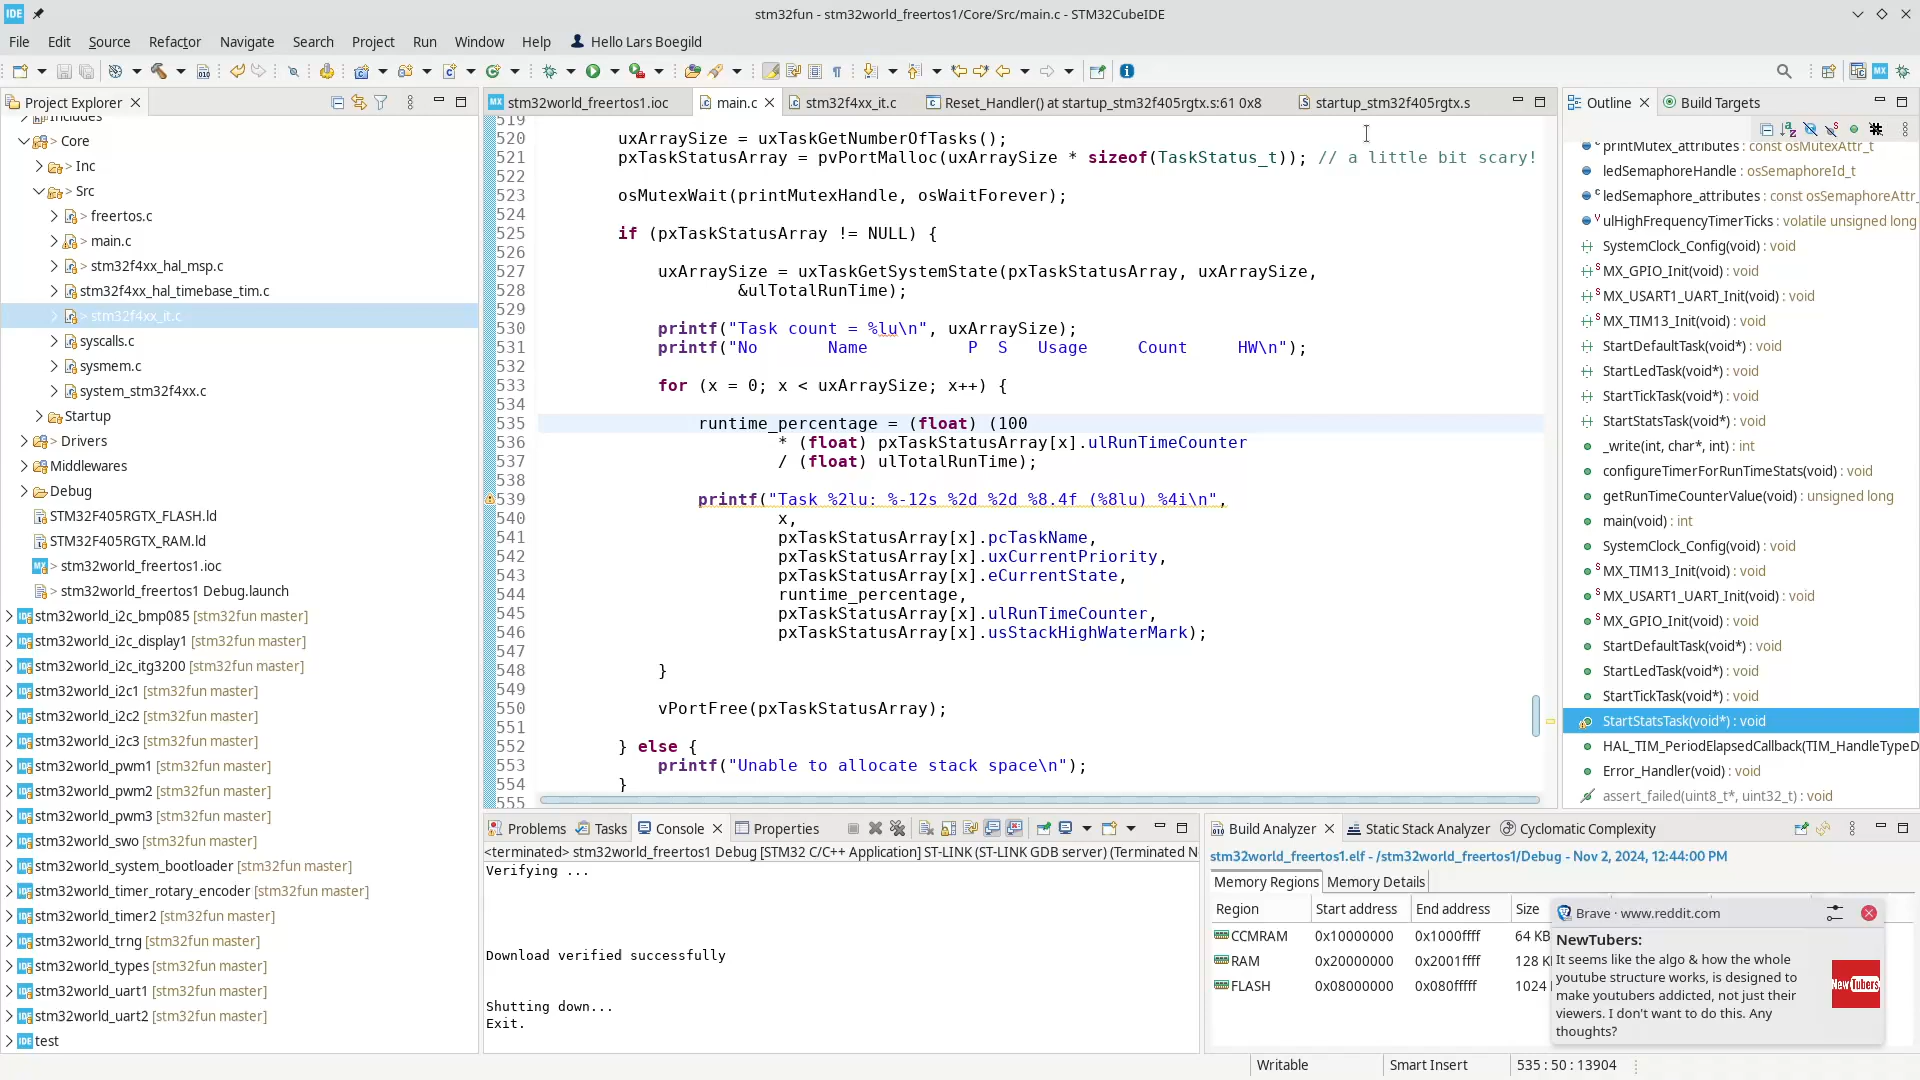 IDE
stm32fun - stm32world_freertos1/Core/Src/main.c - STM32CubeIDE
File Edit Source Refactor Navigate Search Project Run Window Help Hello Lars Boegild
Project Explorer
Includes
> Core
> Inc
> Src
> freertos.c
> main.c
> stm32f4xx_hal_msp.c
stm32f4xx_hal_timebase_tim.c
> stm32f4xx_it.c
syscalls.c
sysmem.c
system_stm32f4xx.c
Startup
> Drivers
Middlewares
Debug
STM32F405RGTX_FLASH.ld
STM32F405RGTX_RAM.ld
> stm32world_freertos1.ioc
> stm32world_freertos1 Debug.launch
stm32world_i2c_bmp085 [stm32fun master]
stm32world_i2c_display1 [stm32fun master]
stm32world_i2c_itg3200 [stm32fun master]
stm32world_i2c1 [stm32fun master]
stm32world_i2c2 [stm32fun master]
stm32world_i2c3 [stm32fun master]
stm32world_pwm1 [stm32fun master]
stm32world_pwm2 [stm32fun master]
stm32world_pwm3 [stm32fun master]
stm32world_swo [stm32fun master]
stm32world_system_bootloader [stm32fun master]
stm32world_timer_rotary_encoder [stm32fun master]
stm32world_timer2 [stm32fun master]
stm32world_trng [stm32fun master]
stm32world_types [stm32fun master]
stm32world_uart1 [stm32fun master]
stm32world_uart2 [stm32fun master]
test
stm32world_freertos1.ioc main.c stm32f4xx_it.c Reset_Handler() at startup_stm32f405rgtx.s:61 0x8 startup_stm32f405rgtx.s
519
520 uxArraySize = uxTaskGetNumberOfTasks();
521 pxTaskStatusArray = pvPortMalloc(uxArraySize * sizeof(TaskStatus_t)); // a little bit scary!
522
523 osMutexWait(printMutexHandle, osWaitForever);
524
525 if (pxTaskStatusArray != NULL) {
526
527 uxArraySize = uxTaskGetSystemState(pxTaskStatusArray, uxArraySize,
528 &ulTotalRunTime);
529
530 printf("Task count = %lu\n", uxArraySize);
531 printf("No       Name          P  S   Usage     Count     HW\n");
532
533 for (x = 0; x < uxArraySize; x++) {
534
535 runtime_percentage = (float) (100
536 * (float) pxTaskStatusArray[x].ulRunTimeCounter
537 / (float) ulTotalRunTime);
538
539 printf("Task %2lu: %-12s %2d %2d %8.4f (%8lu) %4i\n",
540 x,
541 pxTaskStatusArray[x].pcTaskName,
542 pxTaskStatusArray[x].uxCurrentPriority,
543 pxTaskStatusArray[x].eCurrentState,
544 runtime_percentage,
545 pxTaskStatusArray[x].ulRunTimeCounter,
546 pxTaskStatusArray[x].usStackHighWaterMark);
547
548 }
549
550 vPortFree(pxTaskStatusArray);
551
552 } else {
553 printf("Unable to allocate stack space\n");
554 }
555
Outline Build Targets
printMutex_attributes : const osMutexAttr_t
ledSemaphoreHandle : osSemaphoreId_t
ledSemaphore_attributes : const osSemaphoreAttr_
ulHighFrequencyTimerTicks : volatile unsigned long
SystemClock_Config(void) : void
MX_GPIO_Init(void) : void
MX_USART1_UART_Init(void) : void
MX_TIM13_Init(void) : void
StartDefaultTask(void*) : void
StartLedTask(void*) : void
StartTickTask(void*) : void
StartStatsTask(void*) : void
_write(int, char*, int) : int
configureTimerForRunTimeStats(void) : void
getRunTimeCounterValue(void) : unsigned long
main(void) : int
SystemClock_Config(void) : void
MX_TIM13_Init(void) : void
MX_USART1_UART_Init(void) : void
MX_GPIO_Init(void) : void
StartDefaultTask(void*) : void
StartLedTask(void*) : void
StartTickTask(void*) : void
StartStatsTask(void*) : void
HAL_TIM_PeriodElapsedCallback(TIM_HandleTypeD
Error_Handler(void) : void
assert_failed(uint8_t*, uint32_t) : void
Problems Tasks Console Properties
<terminated> stm32world_freertos1 Debug [STM32 C/C++ Application] ST-LINK (ST-LINK GDB server) (Terminated N
Verifying ...
Download verified successfully
Shutting down...
Exit.
Build Analyzer Static Stack Analyzer Cyclomatic Complexity
stm32world_freertos1.elf - /stm32world_freertos1/Debug - Nov 2, 2024, 12:44:00 PM
Memory Regions Memory Details
Region Start address End address Size
CCMRAM 0x10000000 0x1000ffff 64 KB
RAM 0x20000000 0x2001ffff 128 K
FLASH 0x08000000 0x080fffff 1024
Brave · www.reddit.com
NewTubers:
It seems like the algo & how the whole
youtube structure works, is designed to
make youtubers addicted, not just their
viewers. I don't want to do this. Any
thoughts?
New Tubers
Writable Smart Insert 535 : 50 : 13904